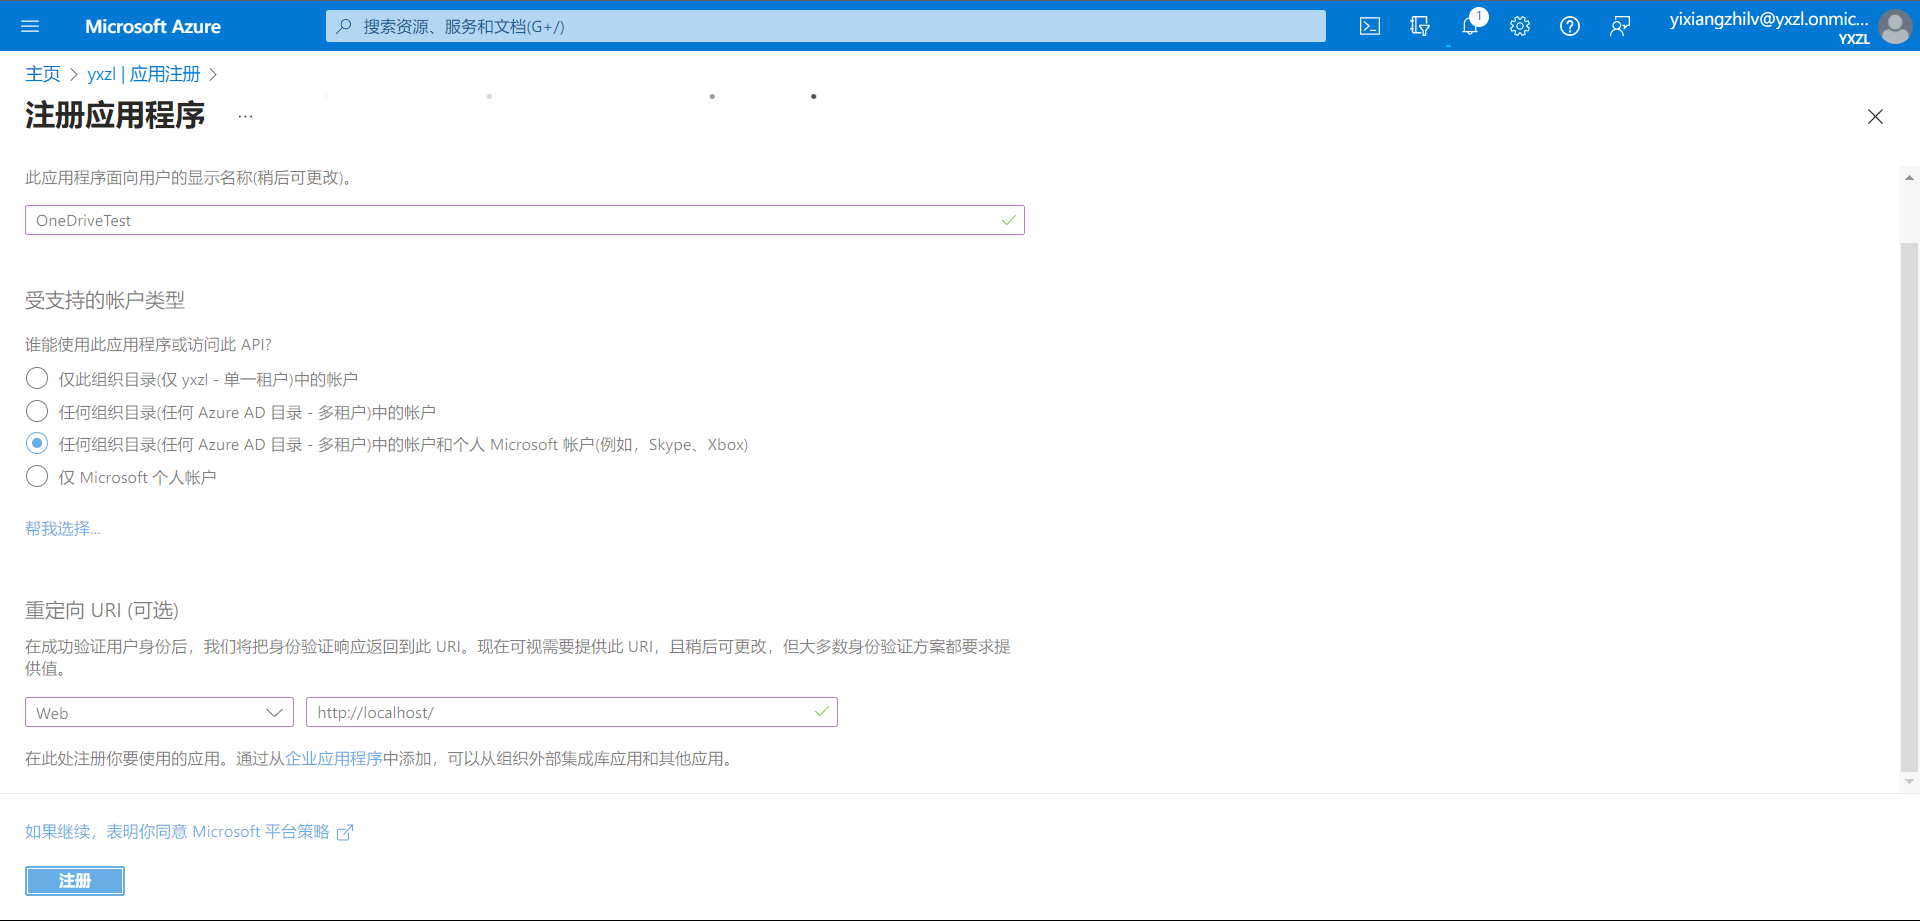 Microsoft Azure
搜索资源、服务和文档(G+/)
1
yixiangzhilv@yxzl.onmic...
YXZL
主页 > yxzl | 应用注册 >
注册应用程序 ...
此应用程序面向用户的显示名称(稍后可更改)。
OneDriveTest
受支持的帐户类型
谁能使用此应用程序或访问此 API?
仅此组织目录(仅 yxzl - 单一租户)中的帐户
任何组织目录(任何 Azure AD 目录 - 多租户)中的帐户
任何组织目录(任何 Azure AD 目录 - 多租户)中的帐户和个人 Microsoft 帐户(例如，Skype、Xbox)
仅 Microsoft 个人帐户
帮我选择...
重定向 URI (可选)
在成功验证用户身份后，我们将把身份验证响应返回到此 URI。现在可视需要提供此 URI，且稍后可更改，但大多数身份验证方案都要求提
供值。
Web
http://localhost/
在此处注册你要使用的应用。通过从企业应用程序中添加，可以从组织外部集成库应用和其他应用。
如果继续，表明你同意 Microsoft 平台策略
注册